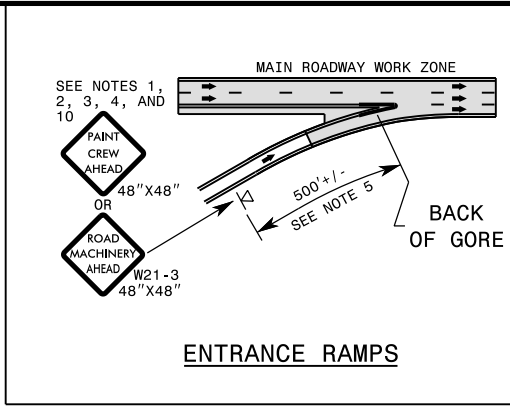 MAIN ROADWAY WORK ZONE
SEE NOTES 1,
2, 3, 4, AND
10
PAINT
CREW
AHEAD
48"X48"
OR
ROAD
MACHINERY
AHEAD
W21-3
48"X48"
500'+/-
SEE NOTE 5
BACK
OF GORE
ENTRANCE RAMPS